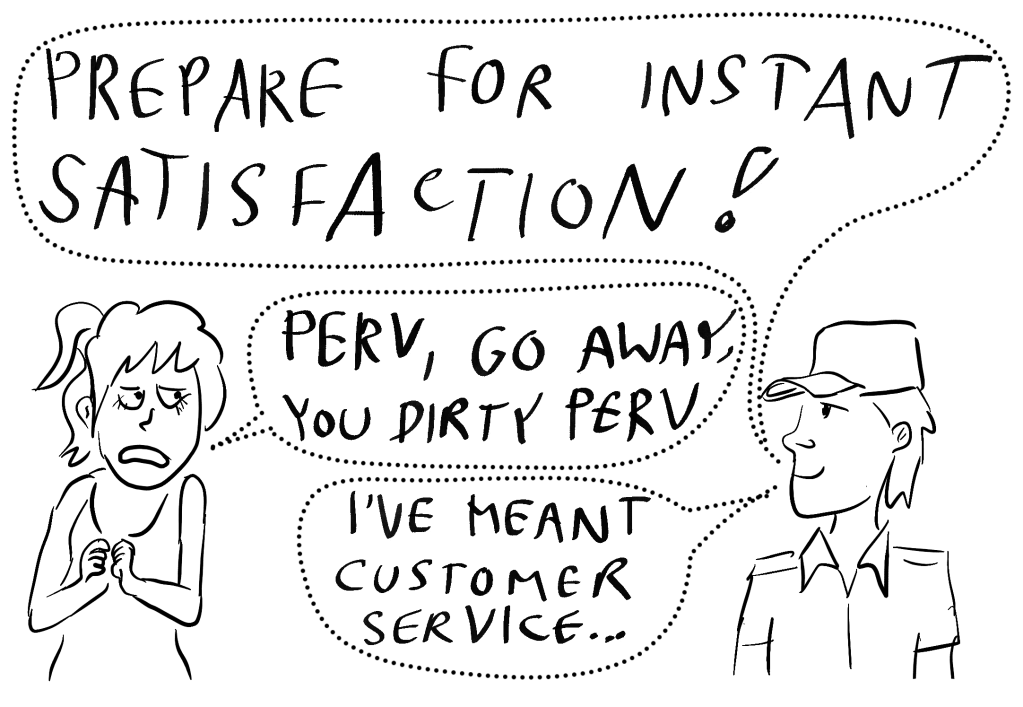 PREPARE FOR INSTANT
SATISFACTION!
PERV, GO AWAY,
YOU DIRTY PERV
I'VE MEANT
CUSTOMER
SERVICE...